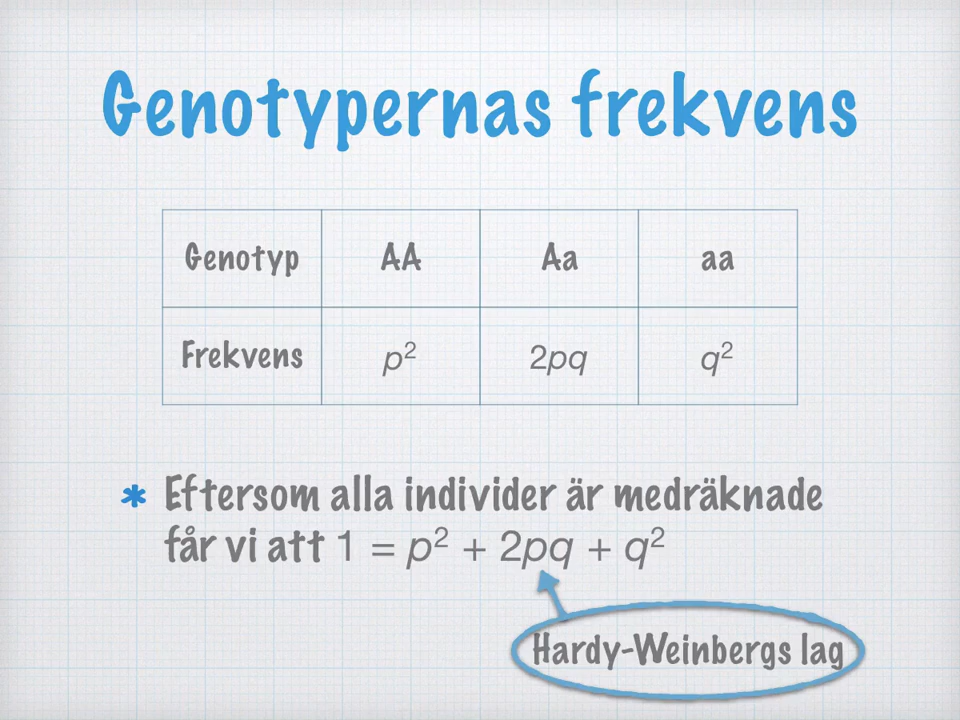 Genotypernas frekvens
Genotyp AA Aa aa
Frekvens p² 2pq q²
* Eftersom alla individer är medräknade
får vi att 1 = p² + 2pq + q²
Hardy-Weinbergs lag